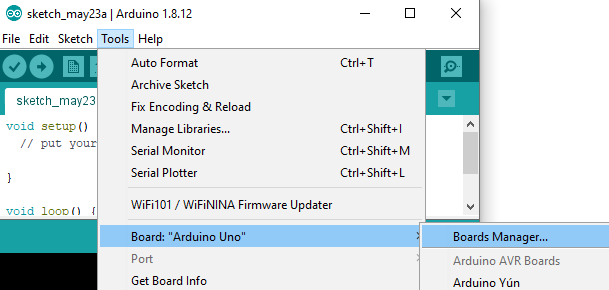 sketch_may23a | Arduino 1.8.12
File Edit Sketch Tools Help
Auto Format Ctrl+T
Archive Sketch
sketch_may23
Fix Encoding & Reload
void setup()
Manage Libraries... Ctrl+Shift+I
// put your
Serial Monitor Ctrl+Shift+M
Serial Plotter Ctrl+Shift+L
}
WiFi101 / WiFiNINA Firmware Updater
void loop() {
Board: "Arduino Uno"
Boards Manager...
Port
Arduino AVR Boards
Get Board Info
Arduino Yún